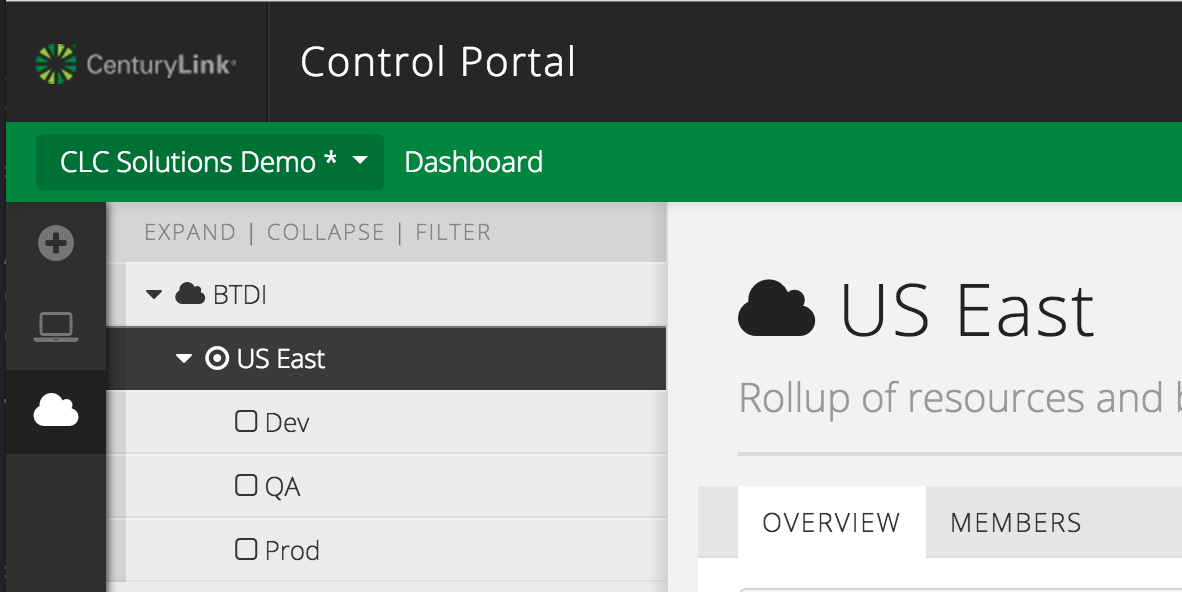 CenturyLink
Control Portal
CLC Solutions Demo *
Dashboard
EXPAND | COLLAPSE | FILTER
BTDI
US East
Dev
QA
Prod
US East
Rollup of resources and
OVERVIEW
MEMBERS